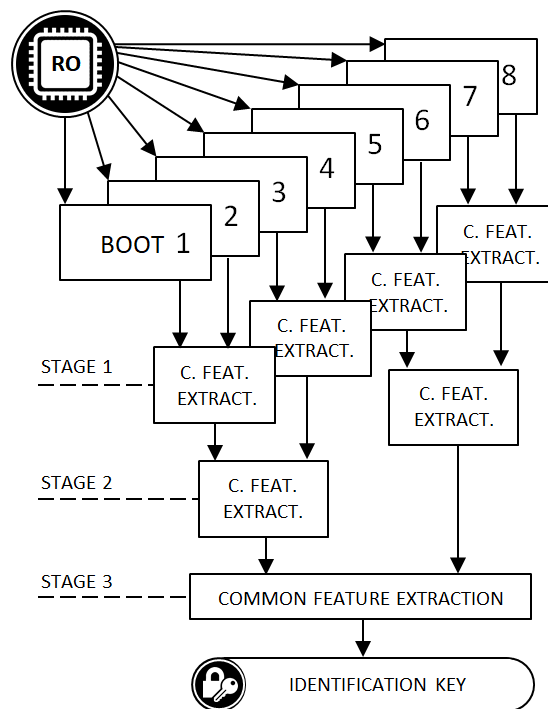 RO
8
7
6
5
4
3
2
BOOT 1
C. FEAT.
EXTRACT.
C. FEAT.
EXTRACT.
C. FEAT.
EXTRACT.
STAGE 1
C. FEAT.
EXTRACT.
C. FEAT.
EXTRACT.
STAGE 2
C. FEAT.
EXTRACT.
STAGE 3
COMMON FEATURE EXTRACTION
IDENTIFICATION KEY